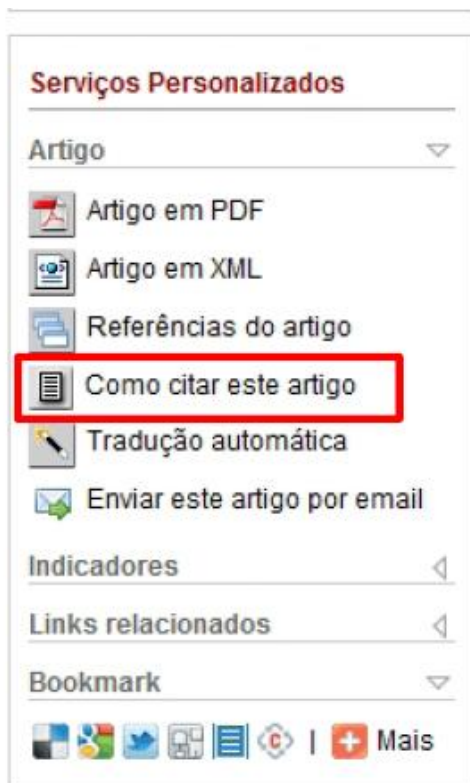 Serviços Personalizados
Artigo
Artigo em PDF
Artigo em XML
Referências do artigo
Como citar este artigo
Tradução automática
Enviar este artigo por email
Indicadores
Links relacionados
Bookmark
| Mais